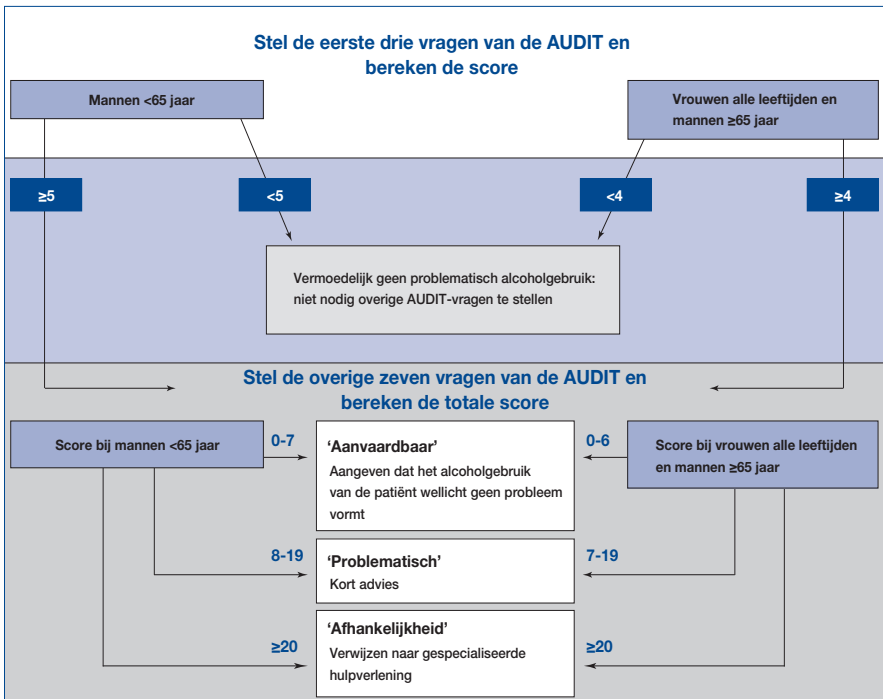 Stel de eerste drie vragen van de AUDIT en
bereken de score
Mannen <65 jaar
Vrouwen alle leeftijden en
mannen ≥65 jaar
≥5
<5
<4
≥4
Vermoedelijk geen problematisch alcoholgebruik:
niet nodig overige AUDIT-vragen te stellen
Stel de overige zeven vragen van de AUDIT en
bereken de totale score
Score bij mannen <65 jaar
0-7
'Aanvaardbaar'
Aangeven dat het alcoholgebruik
van de patiënt wellicht geen probleem
vormt
0-6
Score bij vrouwen alle leeftijden
en mannen ≥65 jaar
8-19
'Problematisch'
Kort advies
7-19
≥20
'Afhankelijkheid'
Verwijzen naar gespecialiseerde
hulpverlening
≥20